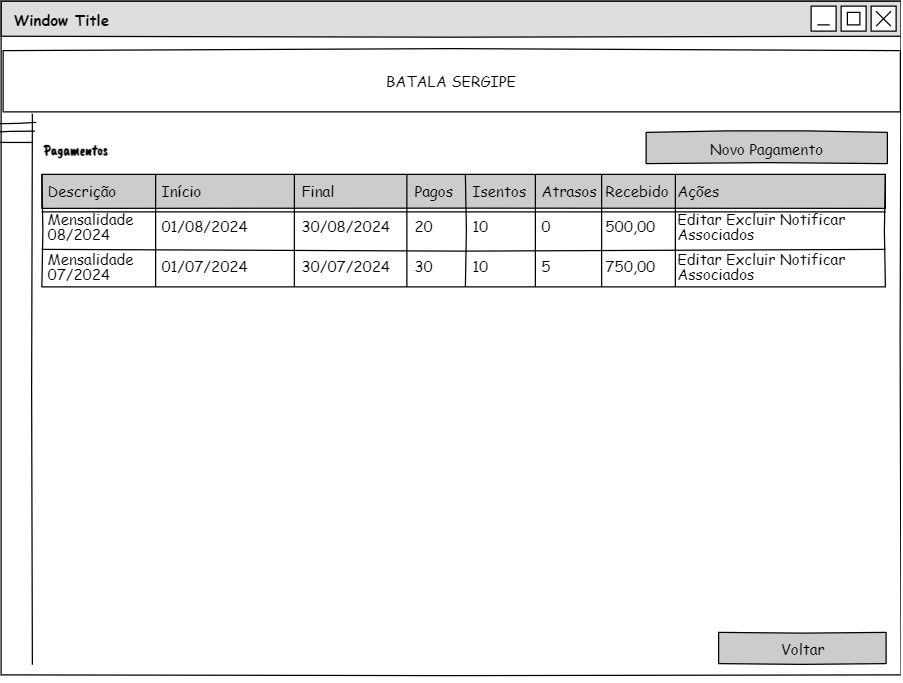 Window Title
BATALA SERGIPE
Pagamentos
Novo Pagamento
Descrição Início Final Pagos Isentos Atrasos Recebido Ações
Mensalidade 08/2024 01/08/2024 30/08/2024 20 10 0 500,00 Editar Excluir Notificar Associados
Mensalidade 07/2024 01/07/2024 30/07/2024 30 10 5 750,00 Editar Excluir Notificar Associados
Voltar